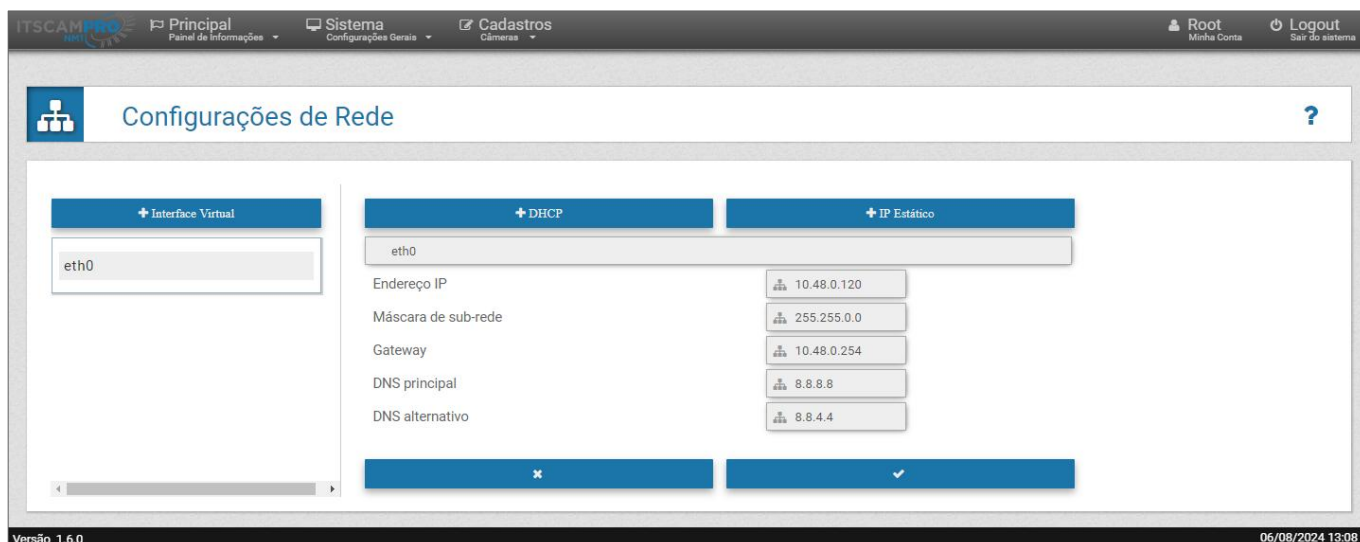 ITSCAMPRO Principal Sistema Cadastros Root Logout
NM1 Painel de Informações Configurações Gerais Câmeras Minha Conta Sair do sistema
Configurações de Rede ?
Interface Virtual
eth0
DHCP IP Estático
eth0
Endereço IP 10.48.0.120
Máscara de sub-rede 255.255.0.0
Gateway 10.48.0.254
DNS principal 8.8.8.8
DNS alternativo 8.8.4.4
Versão 1.6.0 06/08/2024 13:08